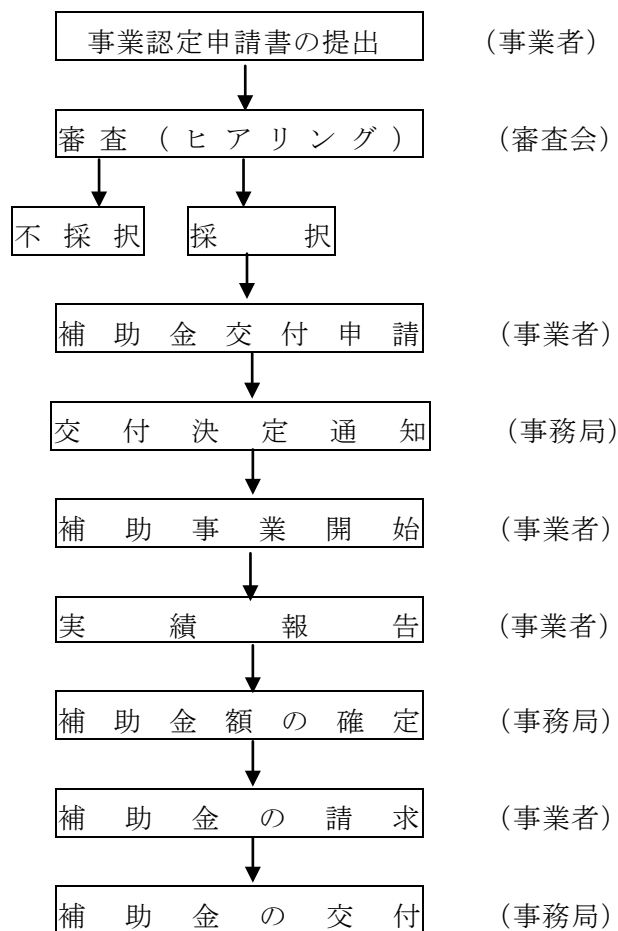 事業認定申請書の提出 （事業者）
審査（ヒアリング） （審査会）
不採択 採択
補助金交付申請 （事業者）
交付決定通知 （事務局）
補助事業開始 （事業者）
実績報告 （事業者）
補助金額の確定 （事務局）
補助金の請求 （事業者）
補助金の交付 （事務局）